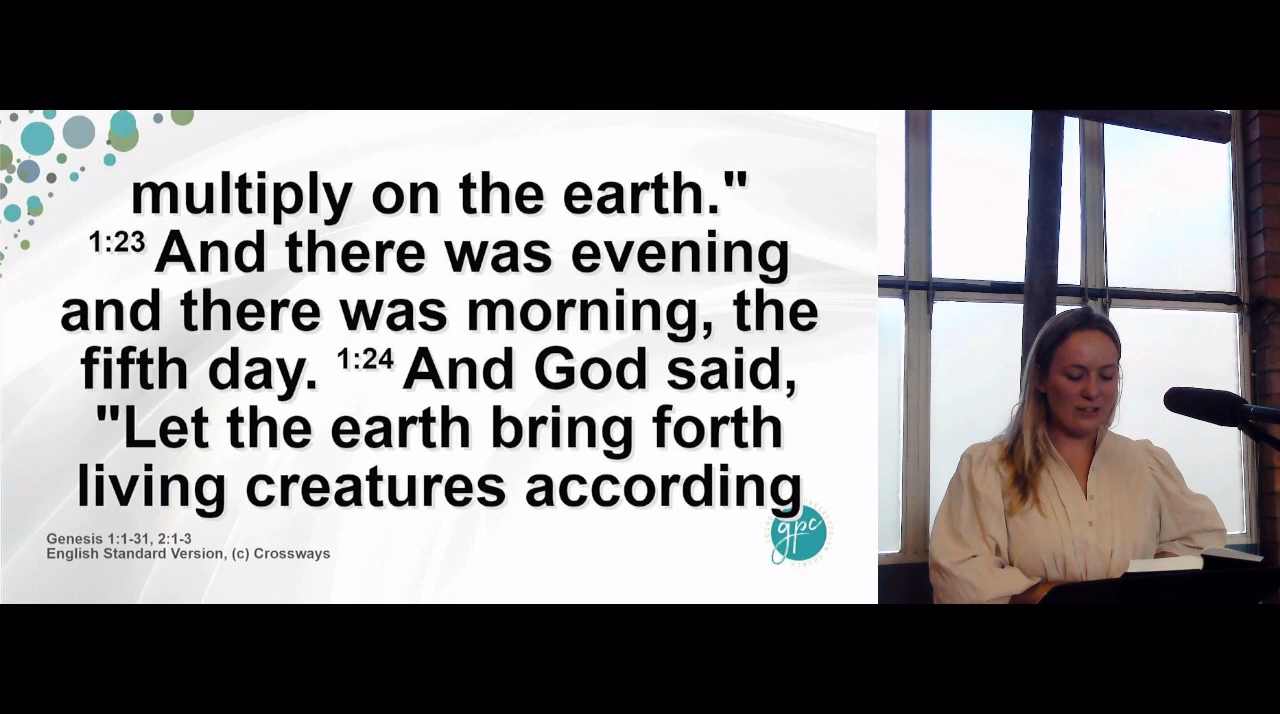 multiply on the earth."
1:23 And there was evening
and there was morning, the
fifth day. 1:24 And God said,
"Let the earth bring forth
living creatures according
Genesis 1:1-31, 2:1-3
English Standard Version, (c) Crossways
gpc